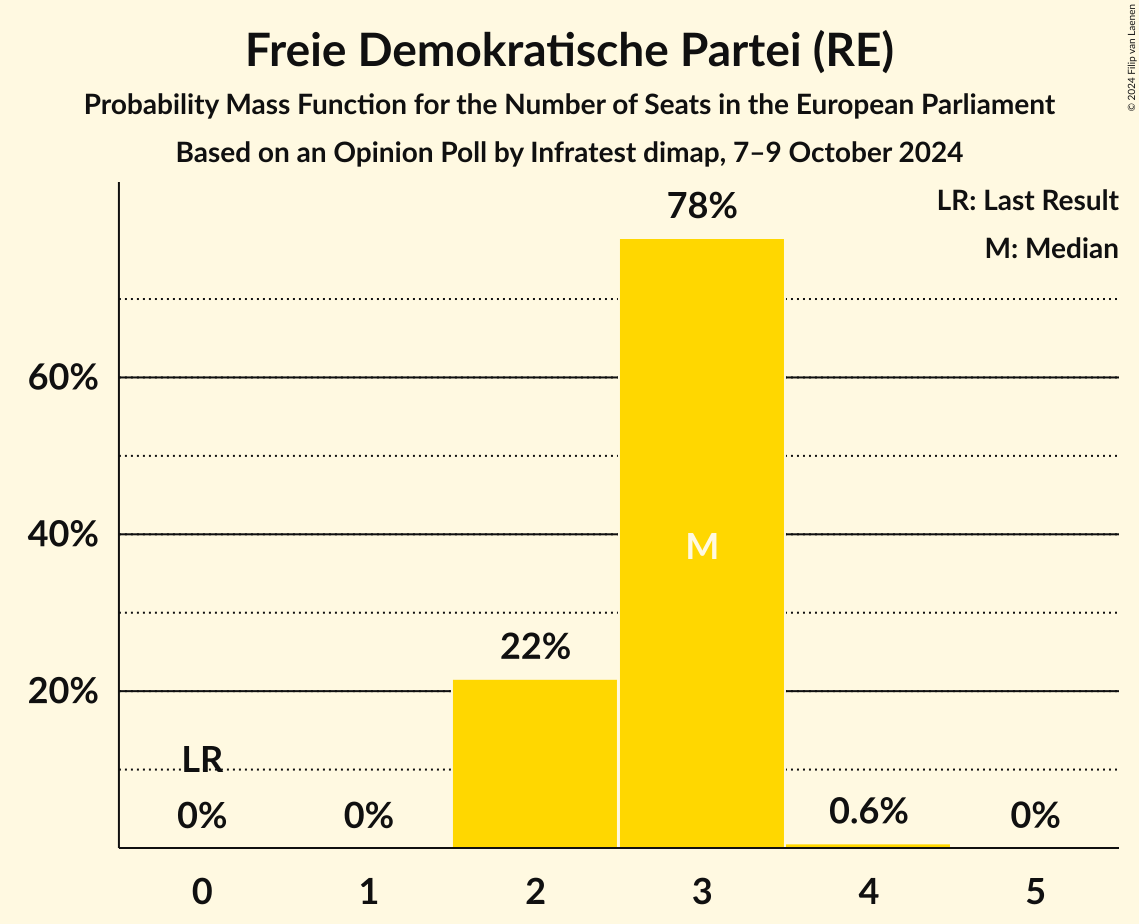 Freie Demokratische Partei (RE)
Probability Mass Function for the Number of Seats in the European Parliament
Based on an Opinion Poll by Infratest dimap, 7–9 October 2024
© 2024 Filip van Laenen
LR: Last Result
M: Median
78%
60%
40%
M
22%
20%
LR
0%
0%
0.6%
0%
0
1
2
3
4
5